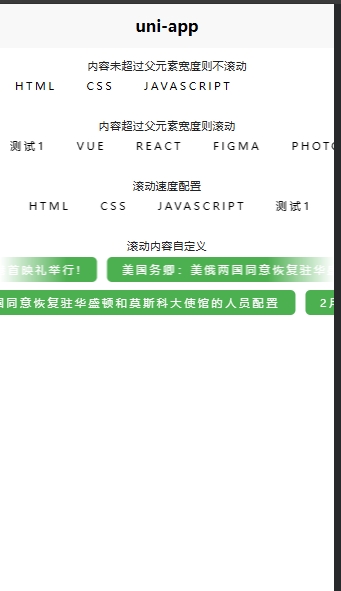 uni-app
内容未超过父元素宽度则不滚动
HTML CSS JAVASCRIPT
内容超过父元素宽度则滚动
测试1 VUE REACT FIGMA PHOTO
滚动速度配置
HTML CSS JAVASCRIPT 测试1
滚动内容自定义
首映礼举行! 美国务卿：美俄两国同意恢复驻华
国同意恢复驻华盛顿和莫斯科大使馆的人员配置 2月